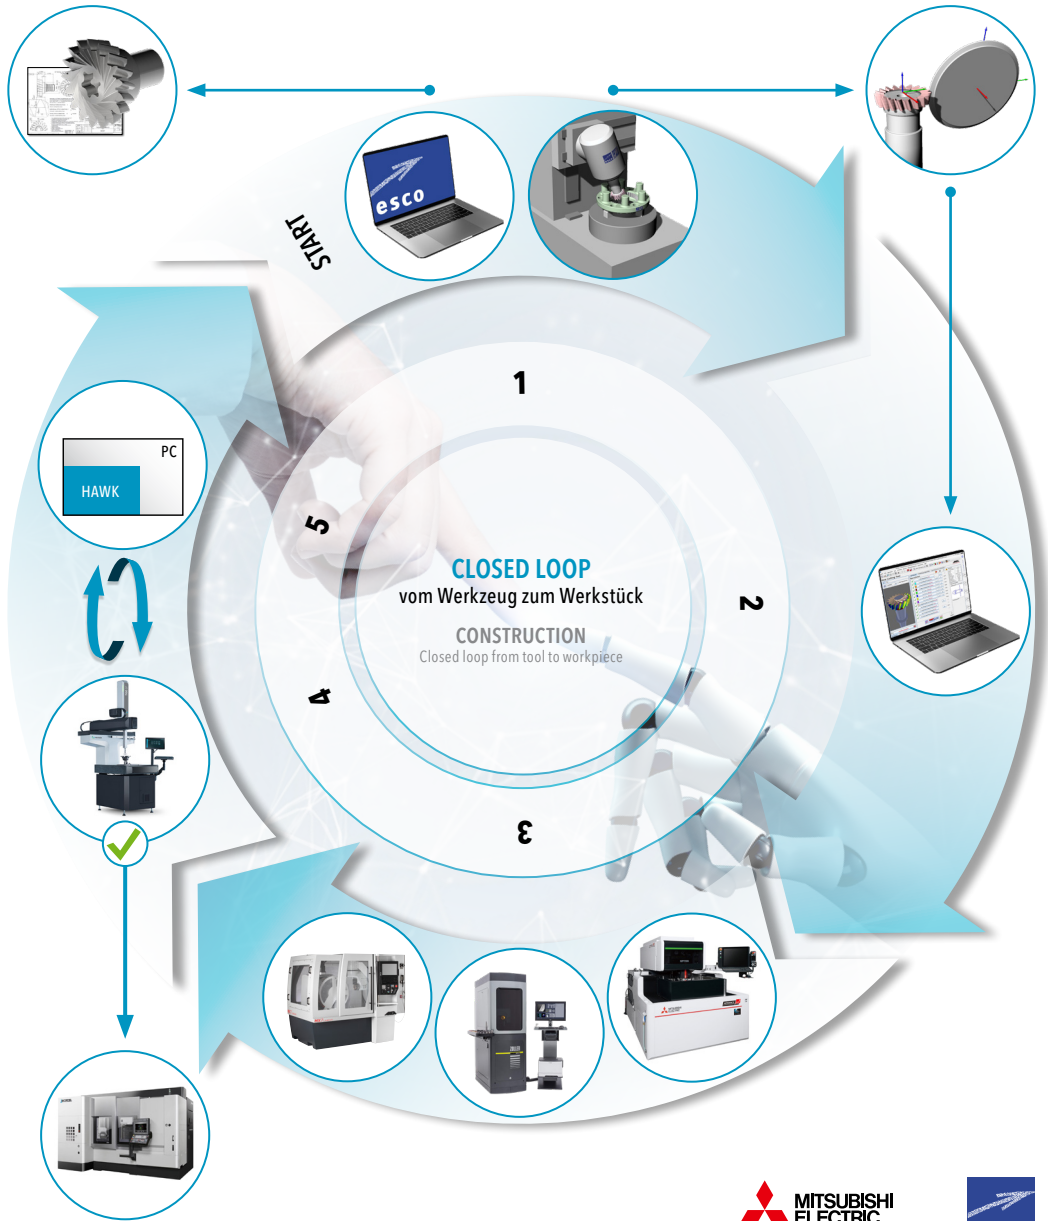 esco
START
1
PC
HAWK
5
CLOSED LOOP
vom Werkzeug zum Werkstück
2
CONSTRUCTION
Closed loop from tool to workpiece
4
3
MITSUBISHI
ELECTRIC